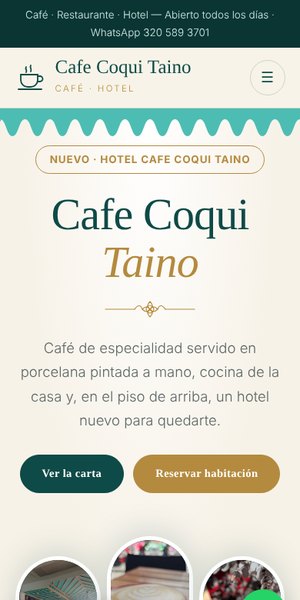 Café · Restaurante · Hotel — Abierto todos los días ·
WhatsApp 320 589 3701
Cafe Coqui Taino
CAFÉ · HOTEL
NUEVO · HOTEL CAFE COQUI TAINO
Cafe Coqui
Taino
Café de especialidad servido en
porcelana pintada a mano, cocina de la
casa y, en el piso de arriba, un hotel
nuevo para quedarte.
Ver la carta
Reservar habitación